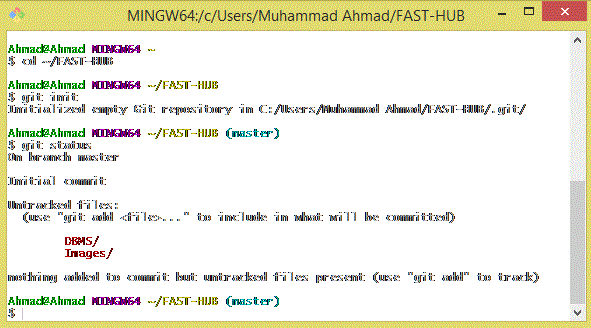 MINGW64:/c/Users/Muhammad Ahmad/FAST-HUB
Ahmad@Ahmad MINGW64 ~
$ cd ~/FAST-HUB
Ahmad@Ahmad MINGW64 ~/FAST-HUB
$ git init
Initialized empty Git repository in C:/Users/Muhammad Ahmad/FAST-HUB/.git/
Ahmad@Ahmad MINGW64 ~/FAST-HUB (master)
$ git status
On branch master
Initial commit
Untracked files:
(use "git add <file>..." to include in what will be committed)
DBMS/
Images/
nothing added to commit but untracked files present (use "git add" to track)
Ahmad@Ahmad MINGW64 ~/FAST-HUB (master)
$